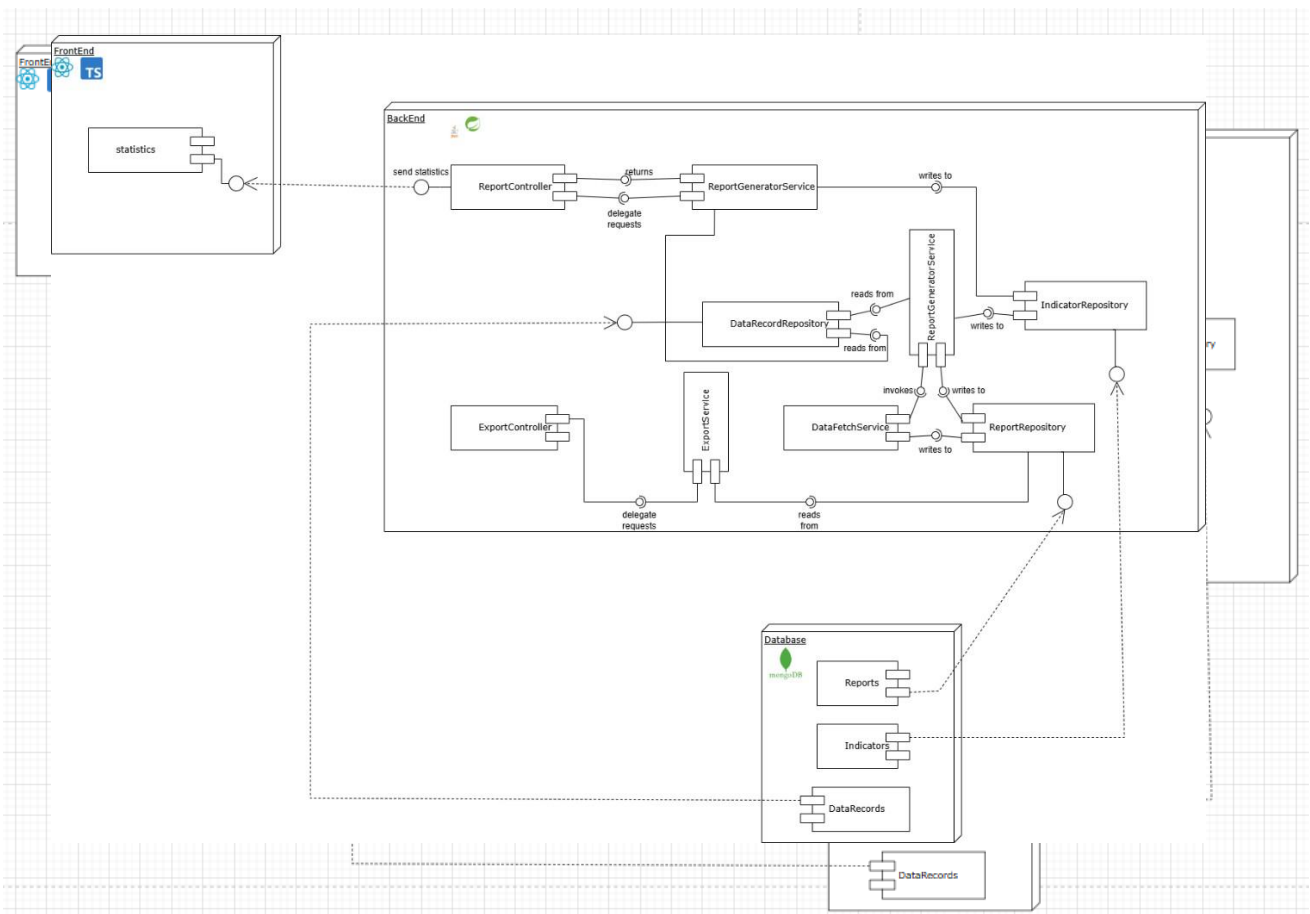 FrontEnd
FrontE
TS
statistics
BackEnd
send statistics
ReportController
returns
delegate
requests
ReportGeneratorService
writes to
ReportGeneratorService
reads from
DataRecordRepository
reads from
writes to
IndicatorRepository
ry
invokes
writes to
ExportController
ExportService
DataFetchService
ReportRepository
writes to
delegate
requests
reads
from
Database
mongoDB
Reports
Indicators
DataRecords
DataRecords